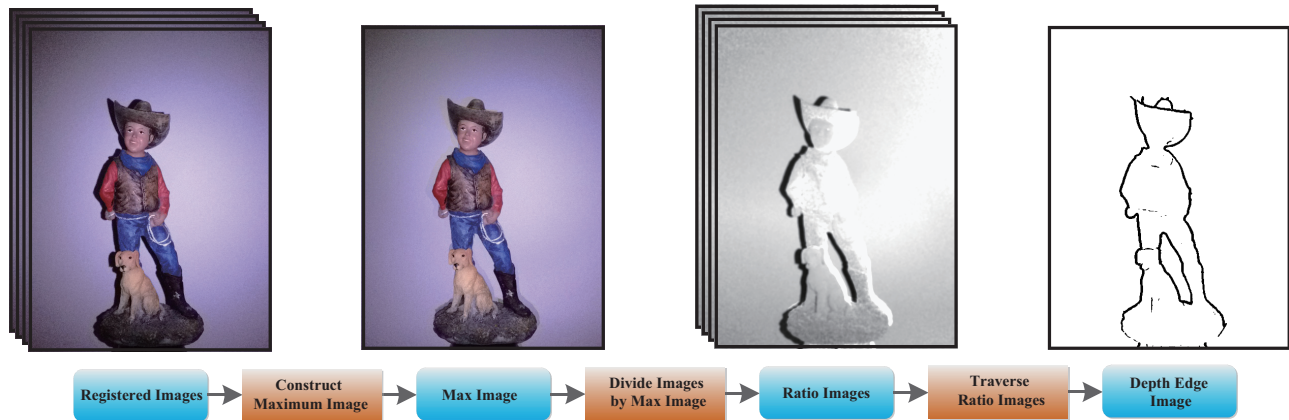 Registered Images
Construct
Maximum Image
Max Image
Divide Images
by Max Image
Ratio Images
Traverse
Ratio Images
Depth Edge
Image